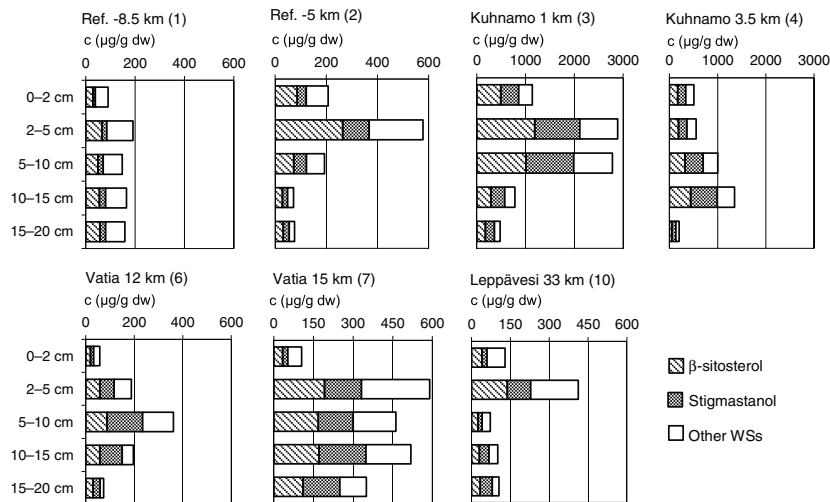 Ref. -8.5 km (1)
c (µg/g dw)
0 200 400 600
Ref. -5 km (2)
c (µg/g dw)
0 200 400 600
Kuhnamo 1 km (3)
c (µg/g dw)
0 1000 2000 3000
Kuhnamo 3.5 km (4)
c (µg/g dw)
0 1000 2000 3000
0–2 cm
2–5 cm
5–10 cm
10–15 cm
15–20 cm
Vatia 12 km (6)
c (µg/g dw)
0 200 400 600
Vatia 15 km (7)
c (µg/g dw)
0 150 300 450 600
Leppävesi 33 km (10)
c (µg/g dw)
0 150 300 450 600
0–2 cm
2–5 cm
5–10 cm
10–15 cm
15–20 cm
β-sitosterol
Stigmastanol
Other WSs